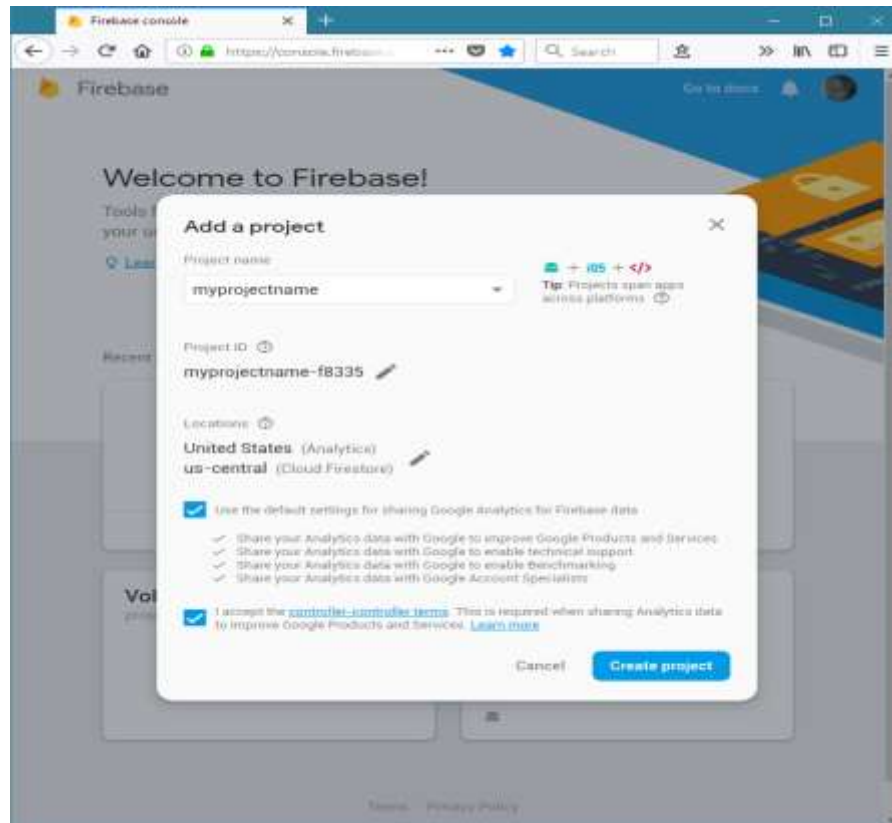 Firebase console
https://console.firebase...
Search
Firebase
Go to docs
Welcome to Firebase!
Tools
your
Add a project
Project name
myprojectname
+ iOS + </>
Tip Projects span apps
across platforms
Project ID
myprojectname-f8335
Recent
Locations
United States (Analytics)
us-central (Cloud Firestore)
Use the default settings for sharing Google Analytics for Firebase data
Share your Analytics data with Google to improve Google Products and Services
Share your Analytics data with Google to enable technical support
Share your Analytics data with Google to enable Benchmarking
Share your Analytics data with Google Account Specialists
Vol
I accept the controller-controller terms. This is required when sharing Analytics data
to improve Google Products and Services. Learn more
Cancel
Create project
Terms Privacy Policy